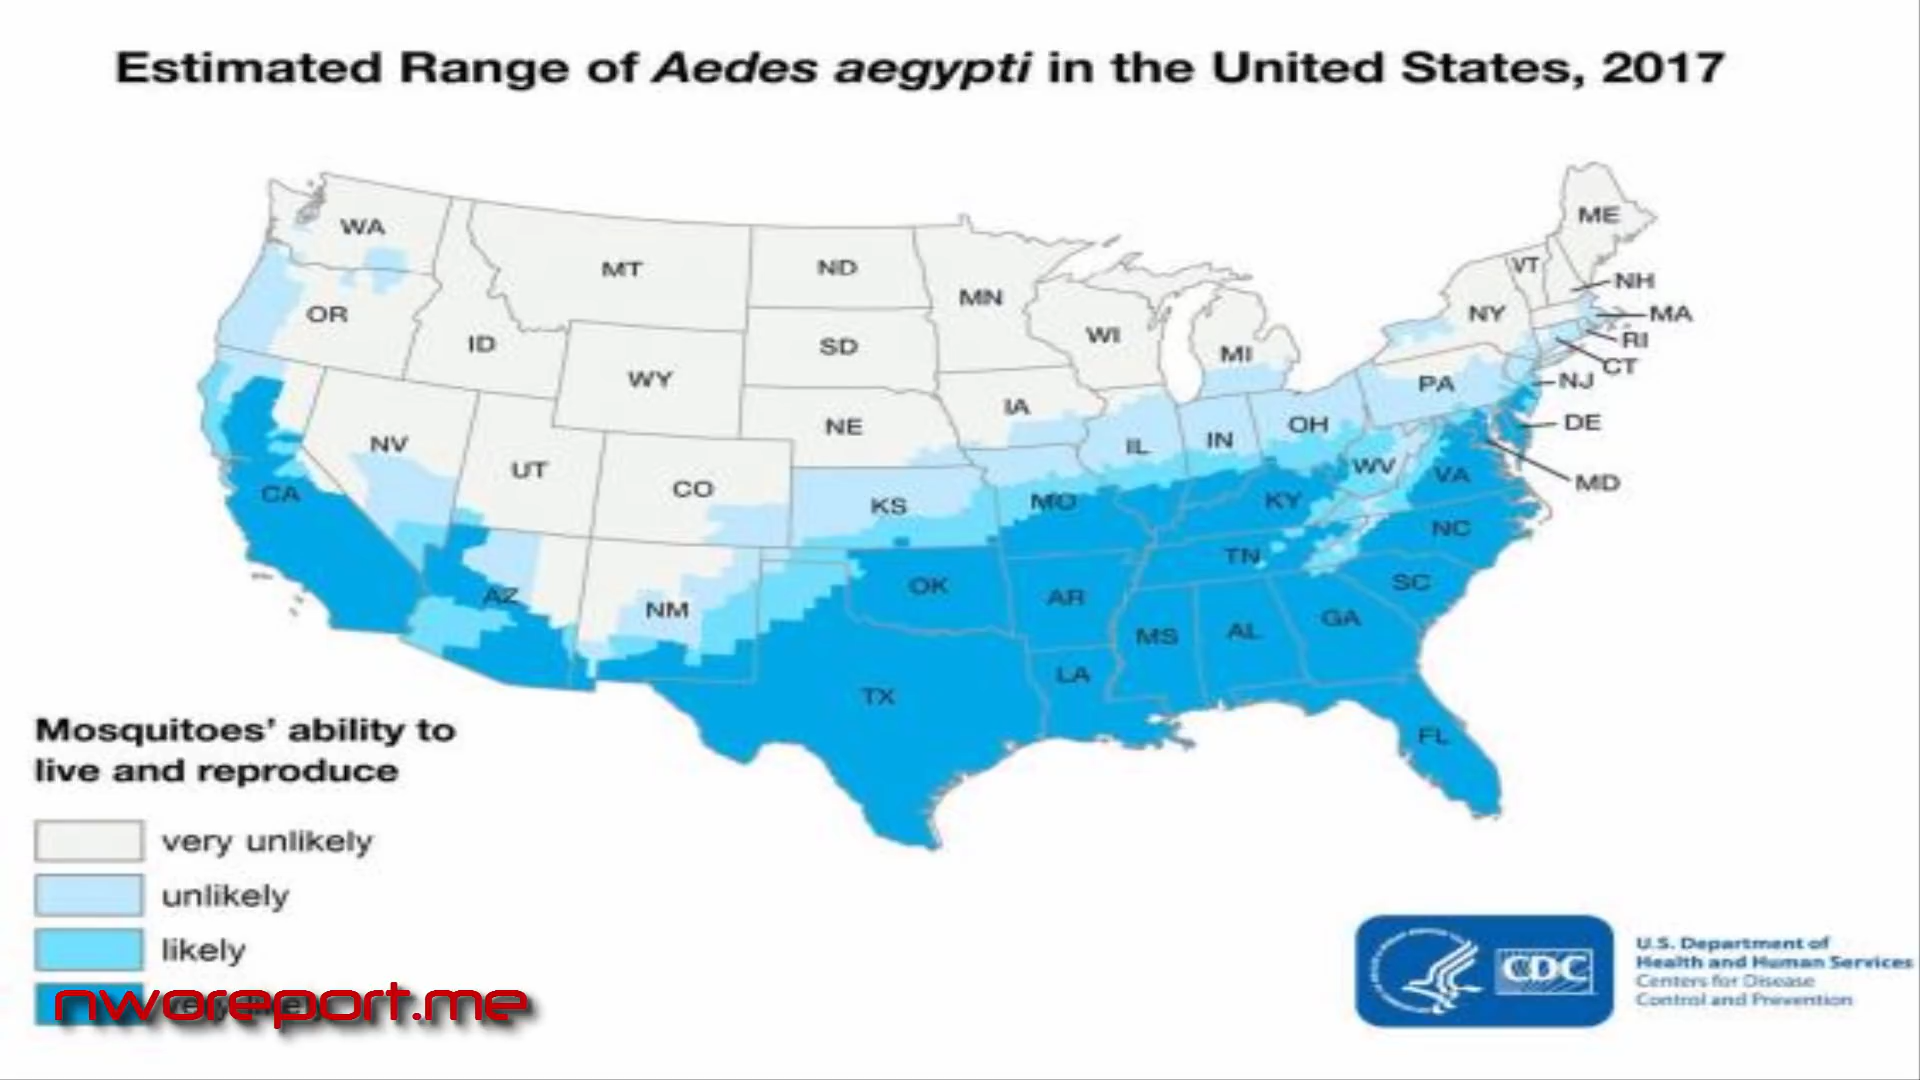 Estimated Range of Aedes aegypti in the United States, 2017
WA
MT
ND
MN
ME
VT
NH
OR
ID
SD
WI
MI
NY
MA
RI
CT
WY
IA
PA
NJ
NE
NV
UT
CO
IL
IN
OH
DE
CA
KS
MO
WV
VA
MD
KY
NC
AZ
NM
OK
AR
TN
SC
MS
AL
GA
TX
LA
FL
Mosquitoes' ability to
live and reproduce
very unlikely
unlikely
likely
nworeport.me
CDC
U.S. Department of
Health and Human Services
Centers for Disease
Control and Prevention